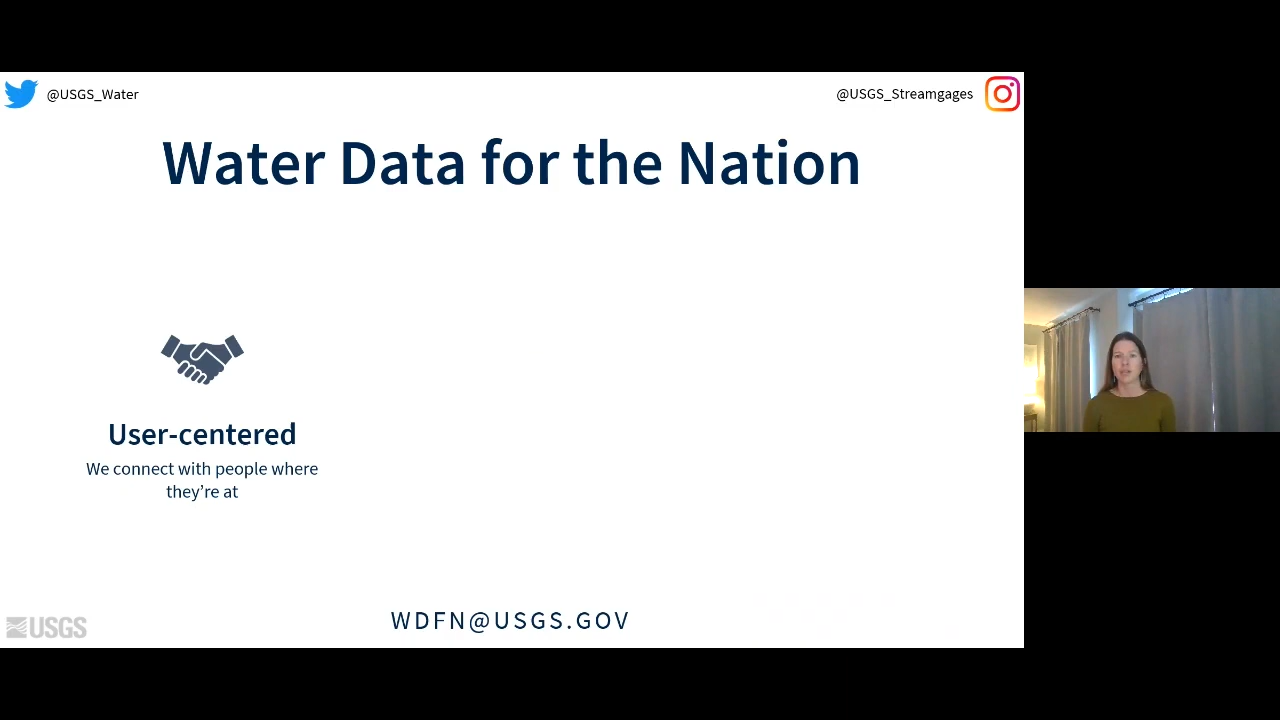 @USGS_Water
@USGS_Streamgages
Water Data for the Nation
User-centered
We connect with people where
they’re at
WDFN@USGS.GOV
USGS